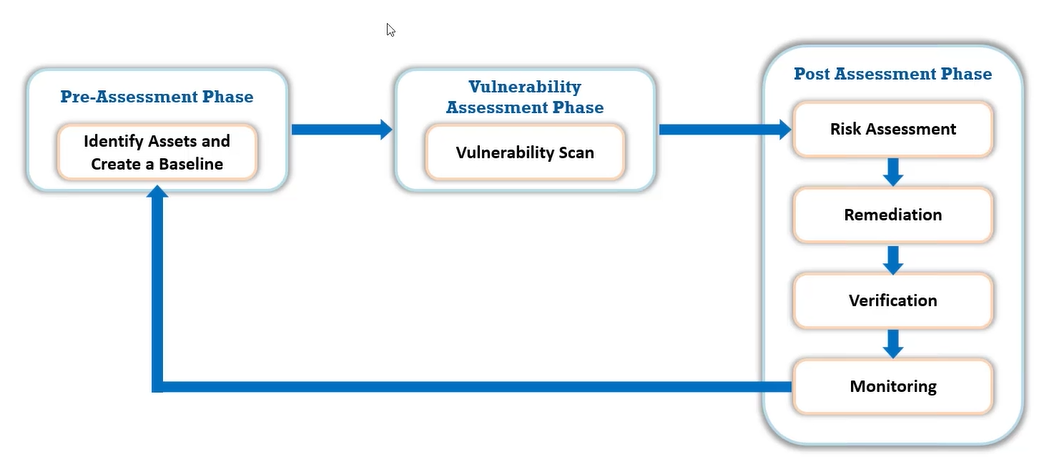 Pre-Assessment Phase
Identify Assets and
Create a Baseline
Vulnerability
Assessment Phase
Vulnerability Scan
Post Assessment Phase
Risk Assessment
Remediation
Verification
Monitoring